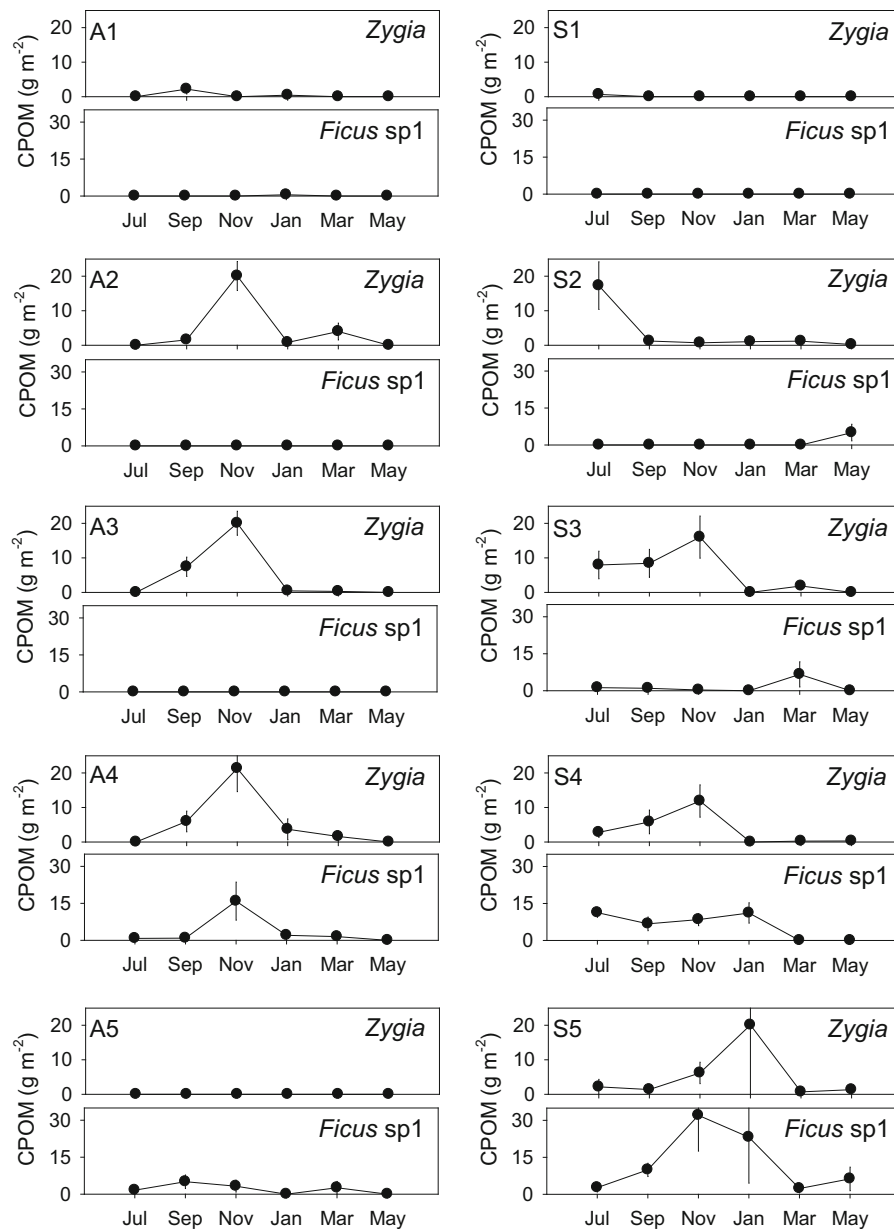 A1 Zygia
CPOM (g m-2)
20
10
0
Ficus sp1
30
15
0
Jul Sep Nov Jan Mar May
S1 Zygia
CPOM (g m-2)
20
10
0
Ficus sp1
30
15
0
Jul Sep Nov Jan Mar May
A2 Zygia
CPOM (g m-2)
20
10
0
Ficus sp1
30
15
0
Jul Sep Nov Jan Mar May
S2 Zygia
CPOM (g m-2)
20
10
0
Ficus sp1
30
15
0
Jul Sep Nov Jan Mar May
A3 Zygia
CPOM (g m-2)
20
10
0
Ficus sp1
30
15
0
Jul Sep Nov Jan Mar May
S3 Zygia
CPOM (g m-2)
20
10
0
Ficus sp1
30
15
0
Jul Sep Nov Jan Mar May
A4 Zygia
CPOM (g m-2)
20
10
0
Ficus sp1
30
15
0
Jul Sep Nov Jan Mar May
S4 Zygia
CPOM (g m-2)
20
10
0
Ficus sp1
30
15
0
Jul Sep Nov Jan Mar May
A5 Zygia
CPOM (g m-2)
20
10
0
Ficus sp1
30
15
0
Jul Sep Nov Jan Mar May
S5 Zygia
CPOM (g m-2)
20
10
0
Ficus sp1
30
15
0
Jul Sep Nov Jan Mar May